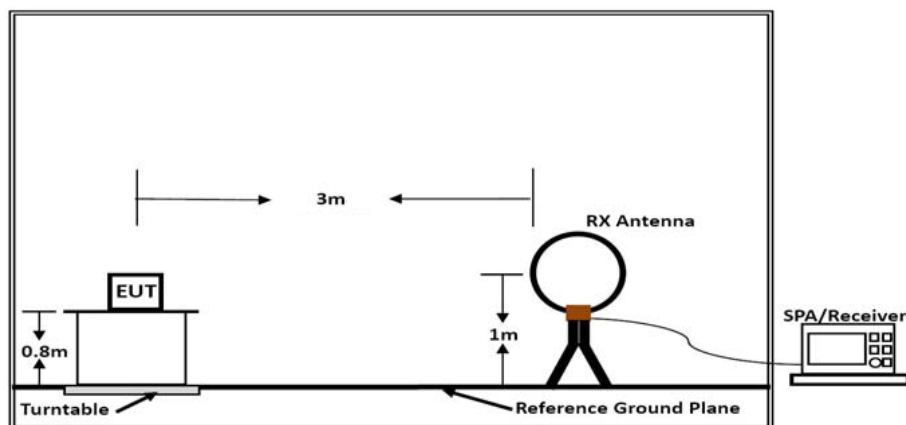 3m
RX Antenna
EUT
SPA/Receiver
0.8m
1m
Turntable
Reference Ground Plane